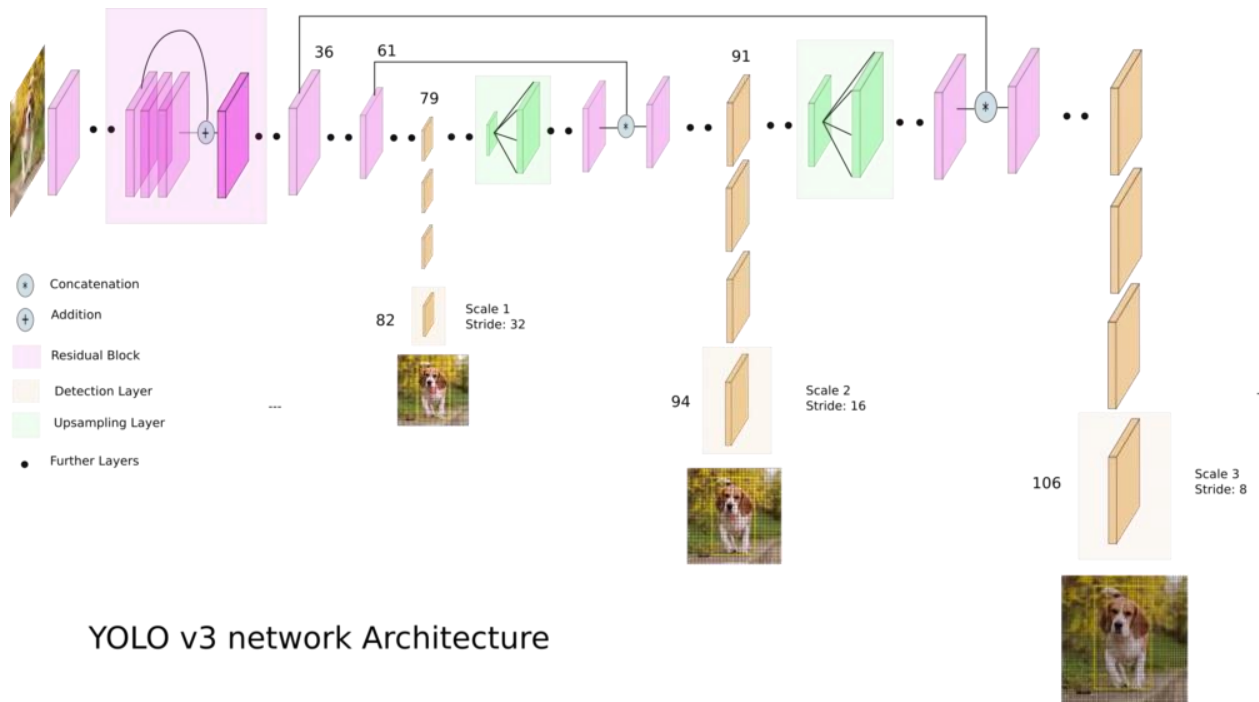 36
61
79
91
*
*
+
*
Concatenation
+
Addition
Residual Block
Detection Layer
Upsampling Layer
Further Layers
---
82
Scale 1
Stride: 32
94
Scale 2
Stride: 16
106
Scale 3
Stride: 8
YOLO v3 network Architecture